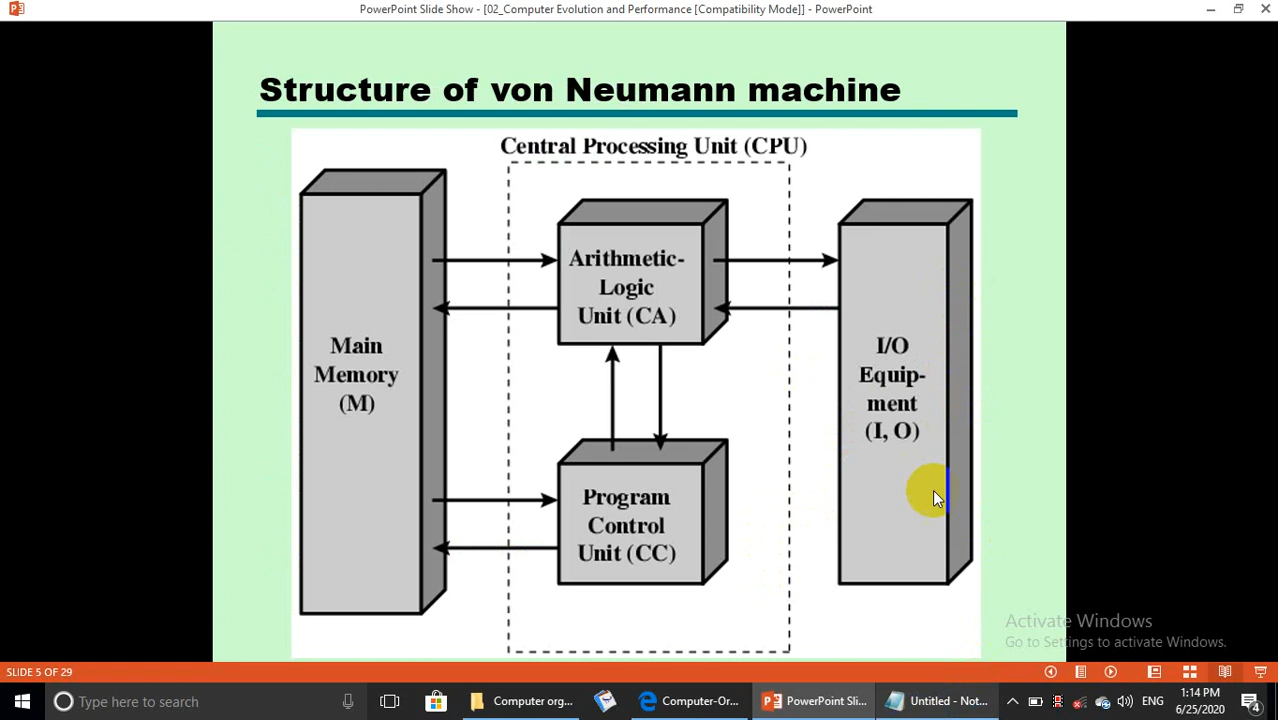 PowerPoint Slide Show - [02_Computer Evolution and Performance [Compatibility Mode]] - PowerPoint
Structure of von Neumann machine
Central Processing Unit (CPU)
Main
Memory
(M)
Arithmetic-
Logic
Unit (CA)
Program
Control
Unit (CC)
I/O
Equip-
ment
(I, O)
Activate Windows
Go to Settings to activate Windows.
SLIDE 5 OF 29
Type here to search
Computer org...
Computer-Or...
PowerPoint Sli...
Untitled - Not...
ENG
1:14 PM
6/25/2020
4